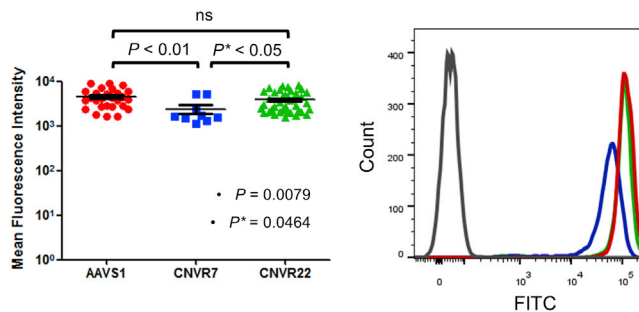 ns
P < 0.01
P* < 0.05
Mean Fluorescence Intensity
10⁴
10³
10²
10¹
10⁰
• P = 0.0079
• P* = 0.0464
AAVS1
CNVR7
CNVR22
Count
400
300
200
100
0
0
10³
10⁴
10⁵
FITC